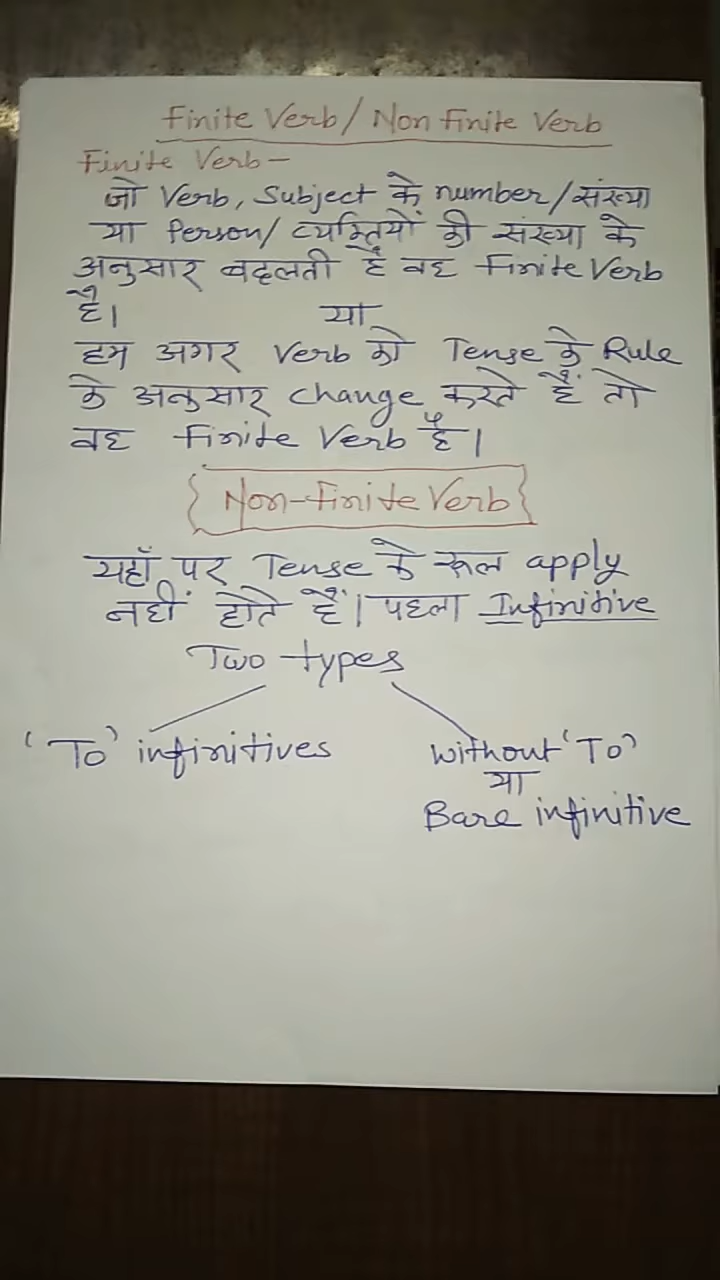 Finite Verb/Non Finite Verb
Finite Verb-
जो Verb, Subject के number/संख्या
या Person/व्यक्तियों की संख्या के
अनुसार बदलती है वह Finite Verb
है। या
हम अगर Verb को Tense के Rule
के अनुसार change करते हैं तो
वह Finite Verb है।
{Non-Finite Verb}
यहाँ पर Tense के रूल apply
नहीं होते हैं। पहला Infinitive
Two types
'To' infinitives without 'To'
या
Bare infinitive